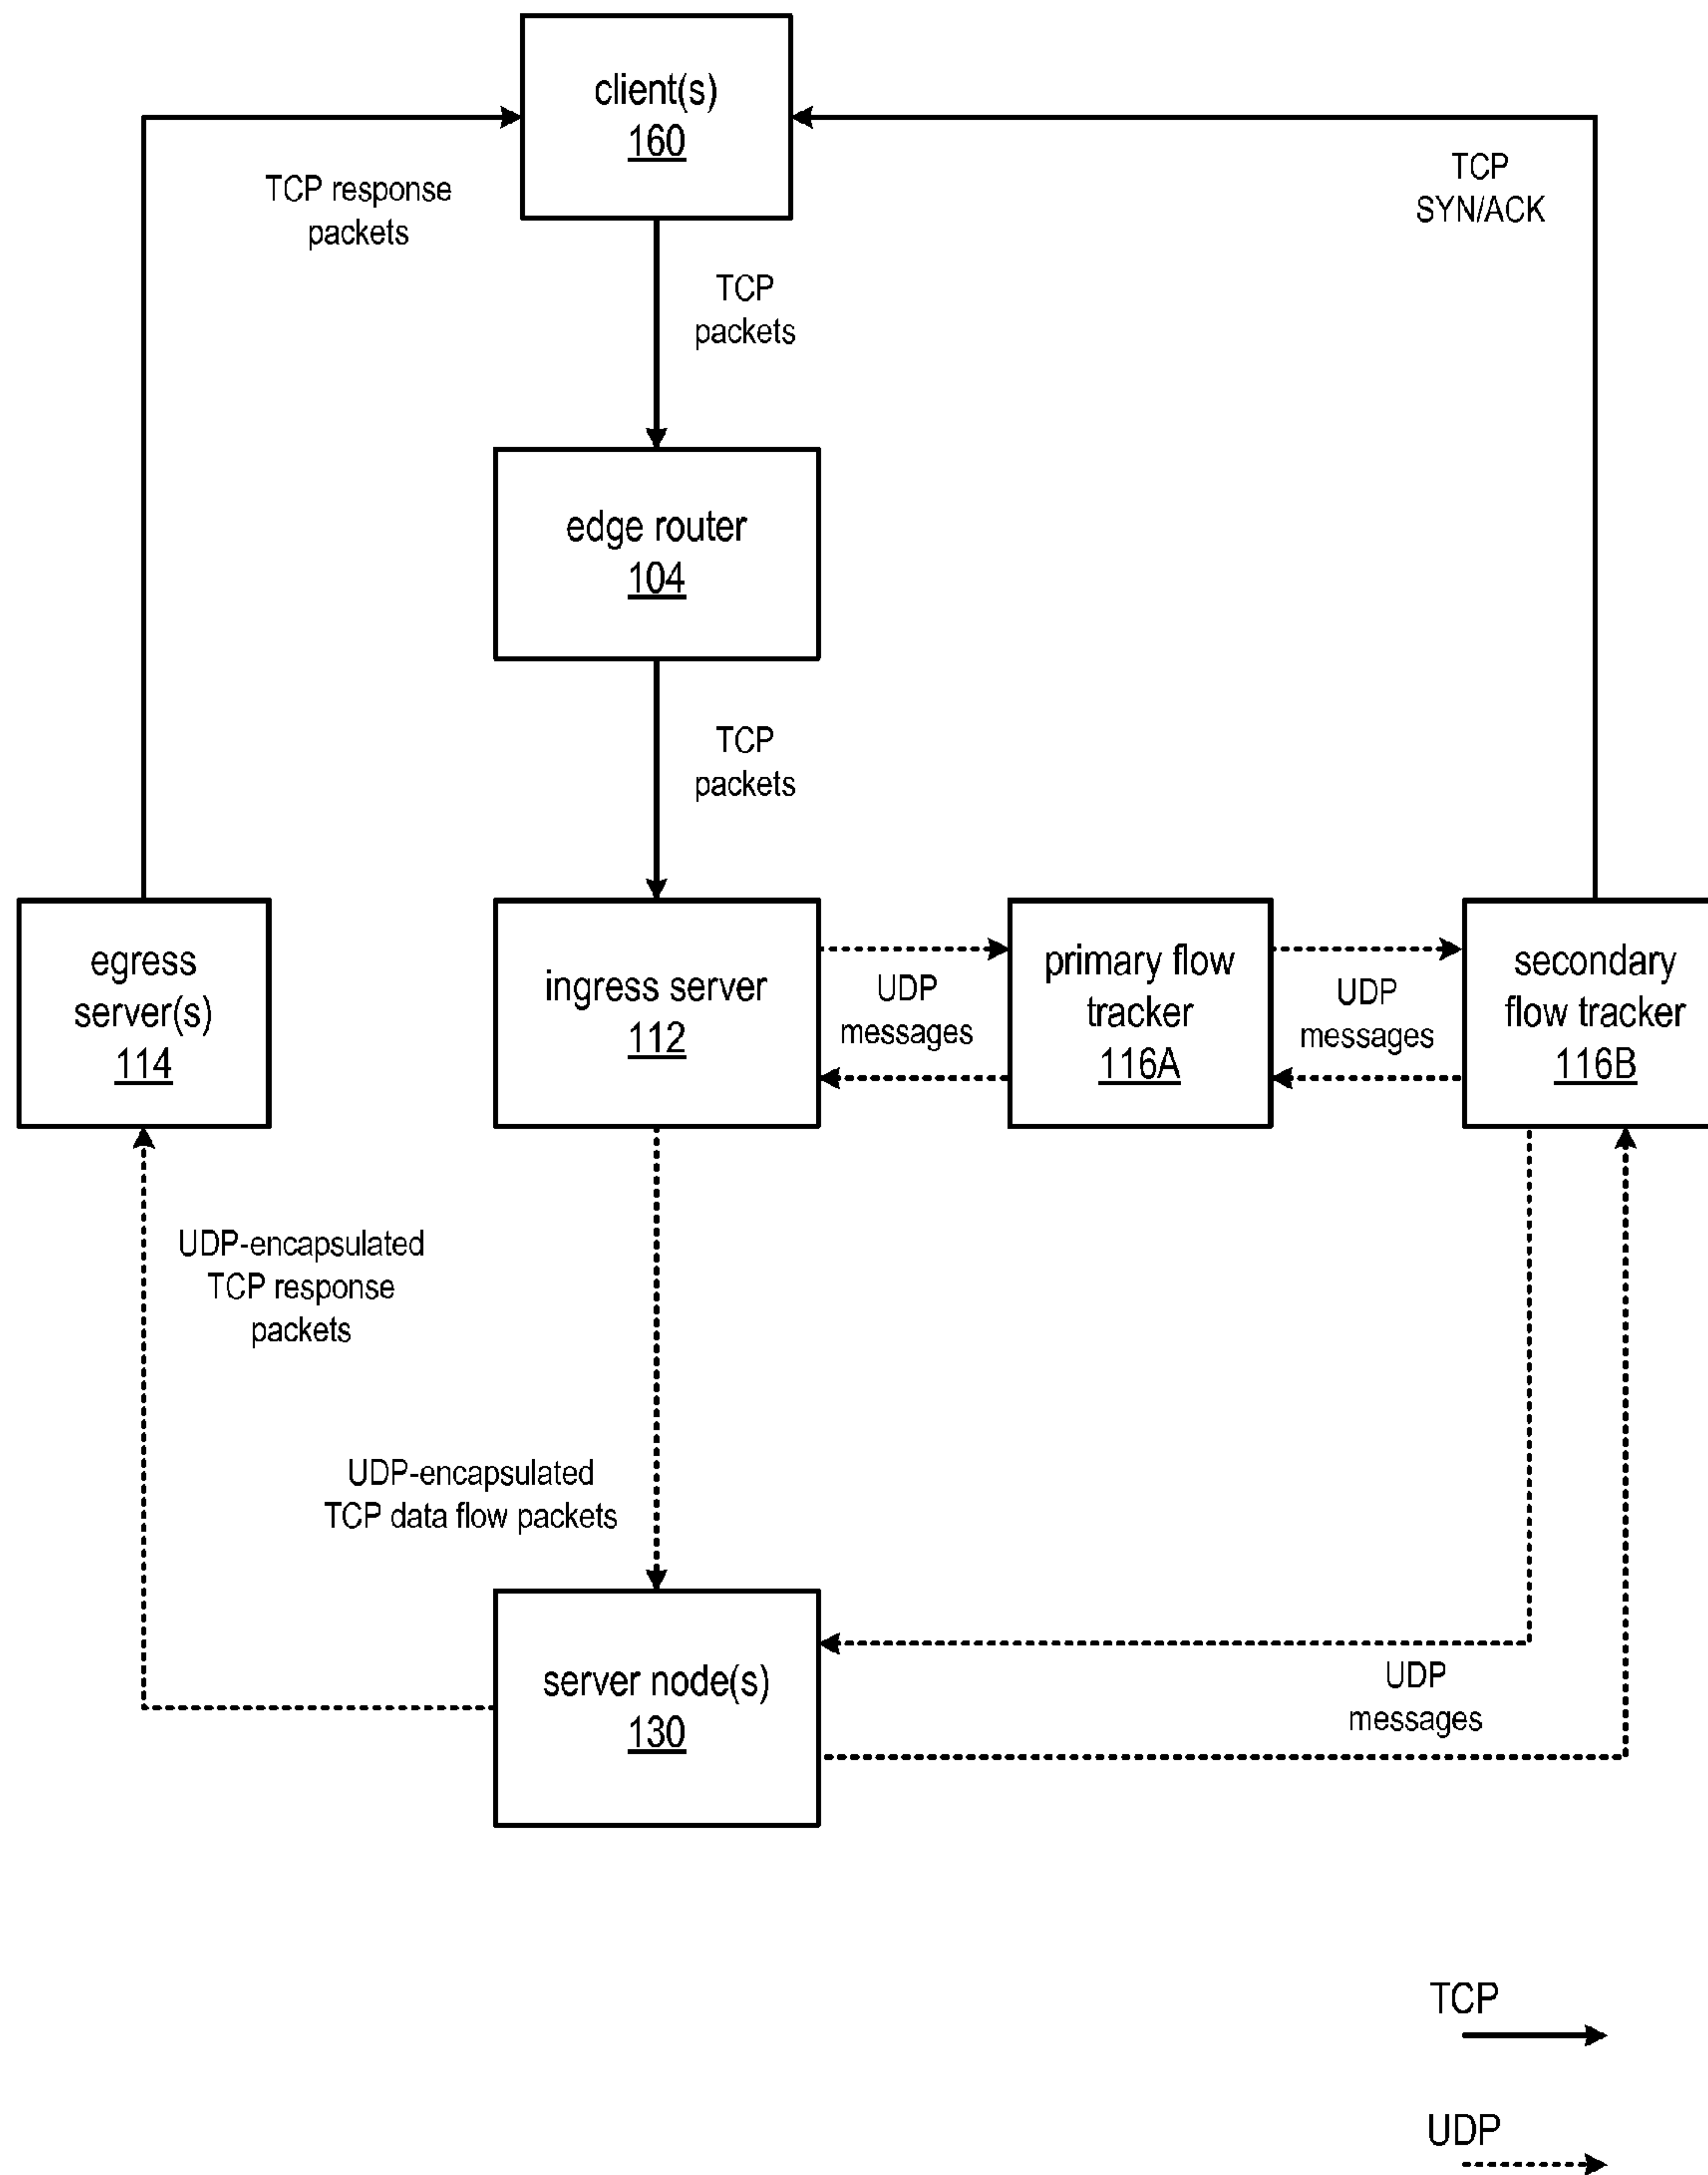 client(s)
160
TCP response
packets
TCP
SYN/ACK
TCP
packets
edge router
104
TCP
packets
egress
server(s)
114
ingress server
112
UDP
messages
primary flow
tracker
116A
UDP
messages
secondary
flow tracker
116B
UDP-encapsulated
TCP response
packets
UDP-encapsulated
TCP data flow packets
server node(s)
130
UDP
messages
TCP
UDP